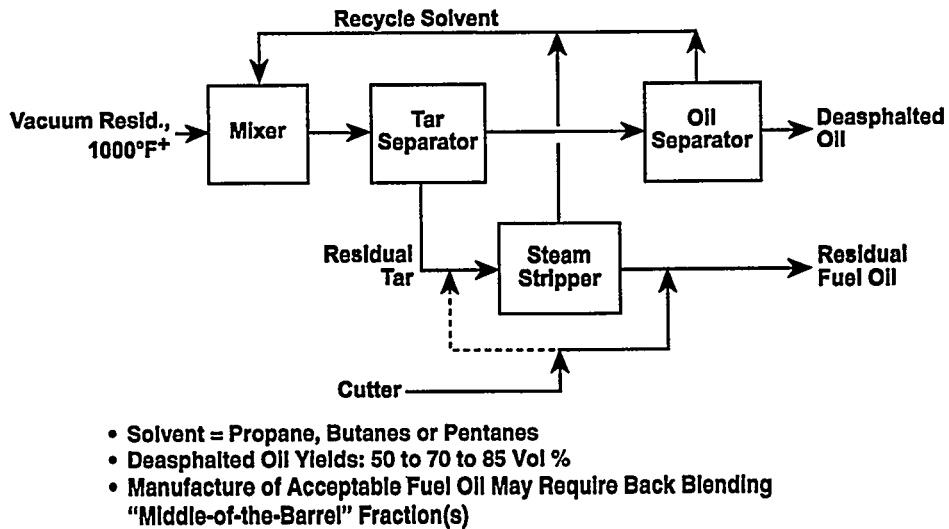 Recycle Solvent
Vacuum Resid.,
1000°F+
Mixer
Tar
Separator
Oil
Separator
Deasphalted
Oil
Residual
Tar
Steam
Stripper
Residual
Fuel Oil
Cutter
• Solvent = Propane, Butanes or Pentanes
• Deasphalted Oil Yields: 50 to 70 to 85 Vol %
• Manufacture of Acceptable Fuel Oil May Require Back Blending
"Middle-of-the-Barrel" Fraction(s)